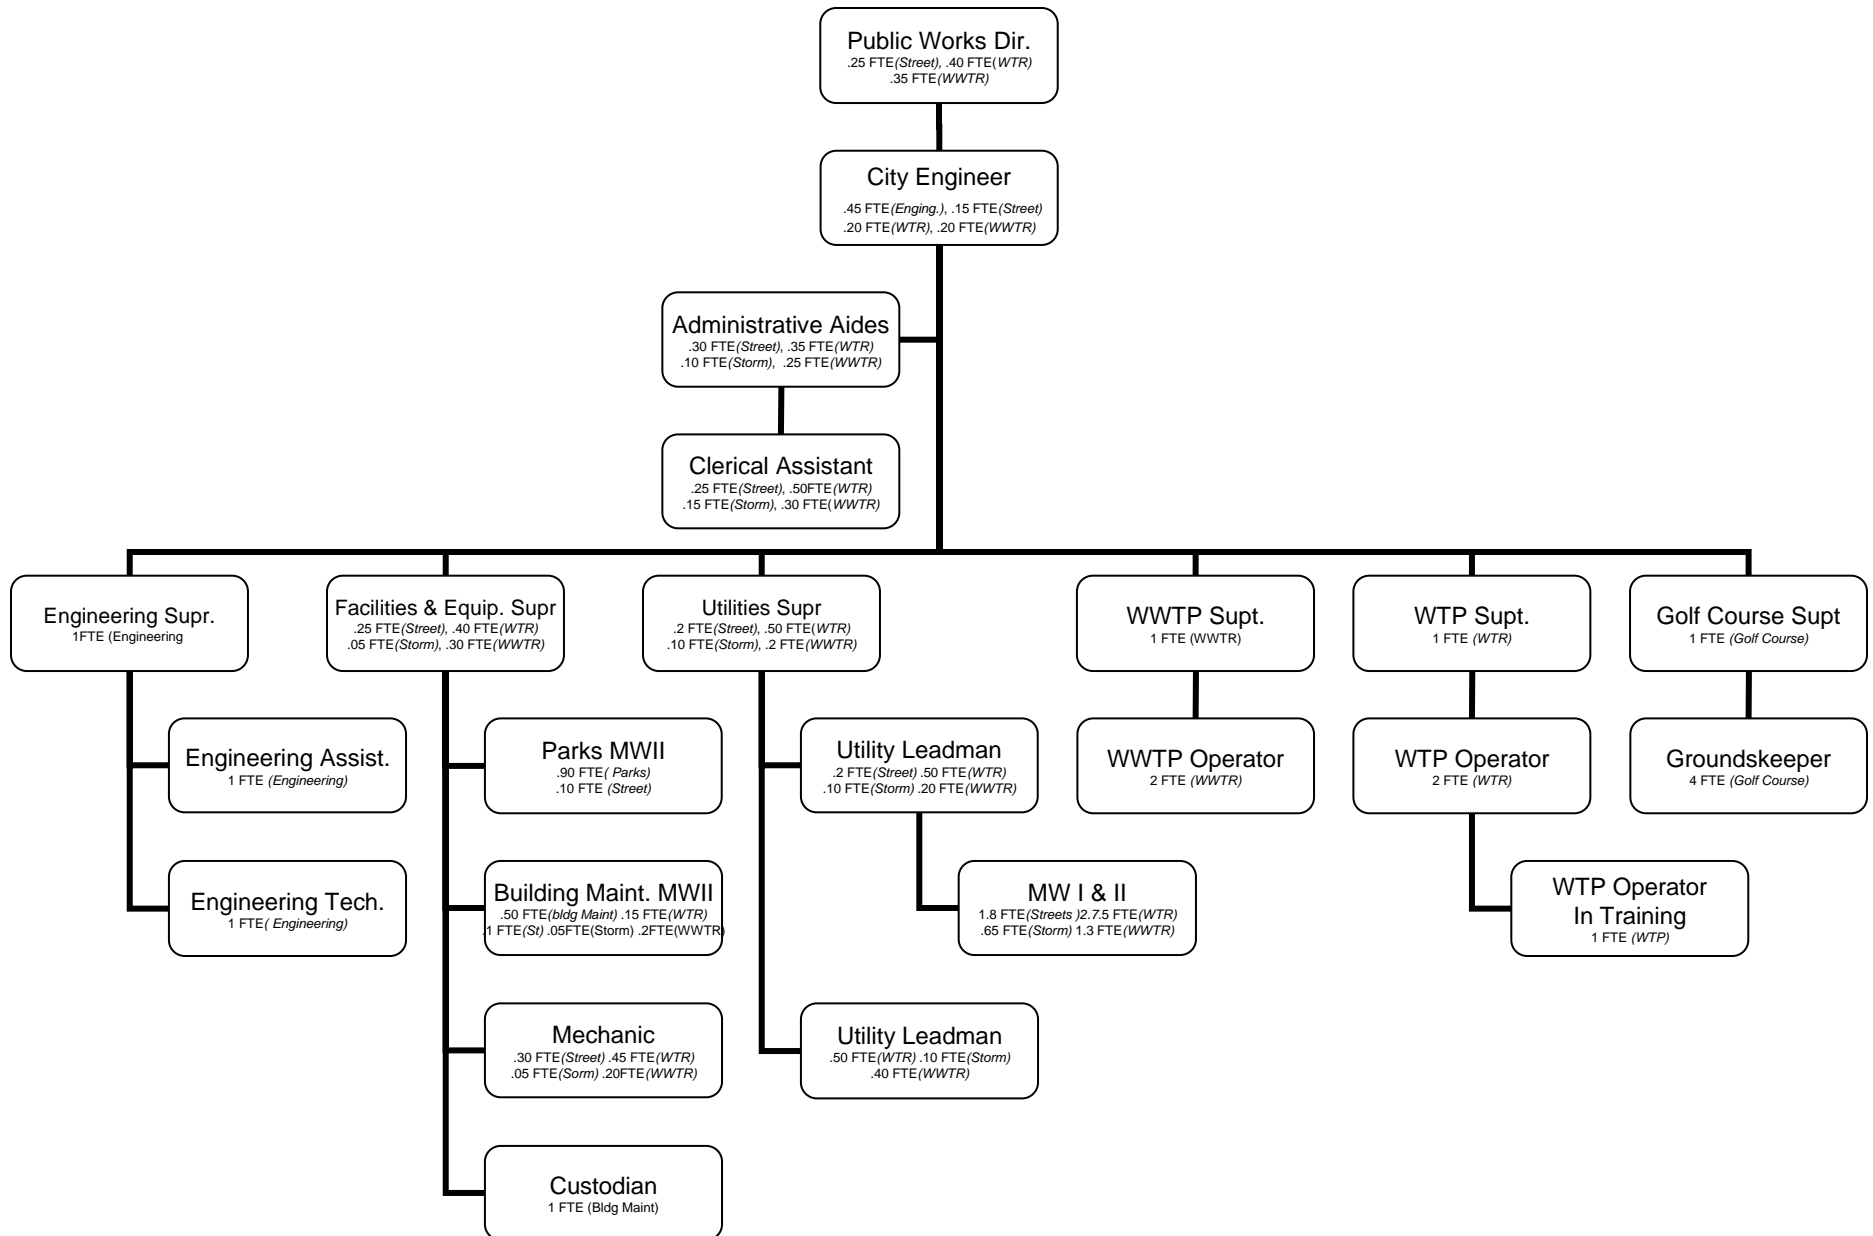 Public Works Dir.
.25 FTE(Street), .40 FTE(WTR)
.35 FTE(WWTR)
City Engineer
.45 FTE(Enging.), .15 FTE(Street)
.20 FTE(WTR), .20 FTE(WWTR)
Administrative Aides
.30 FTE(Street), .35 FTE(WTR)
.10 FTE(Storm),  .25 FTE(WWTR)
Clerical Assistant
.25 FTE(Street), .50FTE(WTR)
.15 FTE(Storm), .30 FTE(WWTR)
Engineering Supr.
1FTE (Engineering
Facilities & Equip. Supr
.25 FTE(Street), .40 FTE(WTR)
.05 FTE(Storm), .30 FTE(WWTR)
Utilities Supr
.2 FTE(Street), .50 FTE(WTR)
.10 FTE(Storm), .2 FTE(WWTR)
WWTP Supt.
1 FTE (WWTR)
WTP Supt.
1 FTE (WTR)
Golf Course Supt
1 FTE (Golf Course)
Engineering Assist.
1 FTE (Engineering)
Parks MWII
.90 FTE( Parks)
.10 FTE (Street)
Utility Leadman
.2 FTE(Street) .50 FTE(WTR)
.10 FTE(Storm) .20 FTE(WWTR)
WWTP Operator
2 FTE (WWTR)
WTP Operator
2 FTE (WTR)
Groundskeeper
4 FTE (Golf Course)
Engineering Tech.
1 FTE( Engineering)
Building Maint. MWII
.50 FTE(bldg Maint) .15 FTE(WTR)
.1 FTE(St) .05FTE(Storm) .2FTE(WWTR)
MW I & II
1.8 FTE(Streets )2.7.5 FTE(WTR)
.65 FTE(Storm) 1.3 FTE(WWTR)
WTP Operator
In Training
1 FTE (WTP)
Mechanic
.30 FTE(Street) .45 FTE(WTR)
.05 FTE(Sorm) .20FTE(WWTR)
Utility Leadman
.50 FTE(WTR) .10 FTE(Storm)
.40 FTE(WWTR)
Custodian
1 FTE (Bldg Maint)